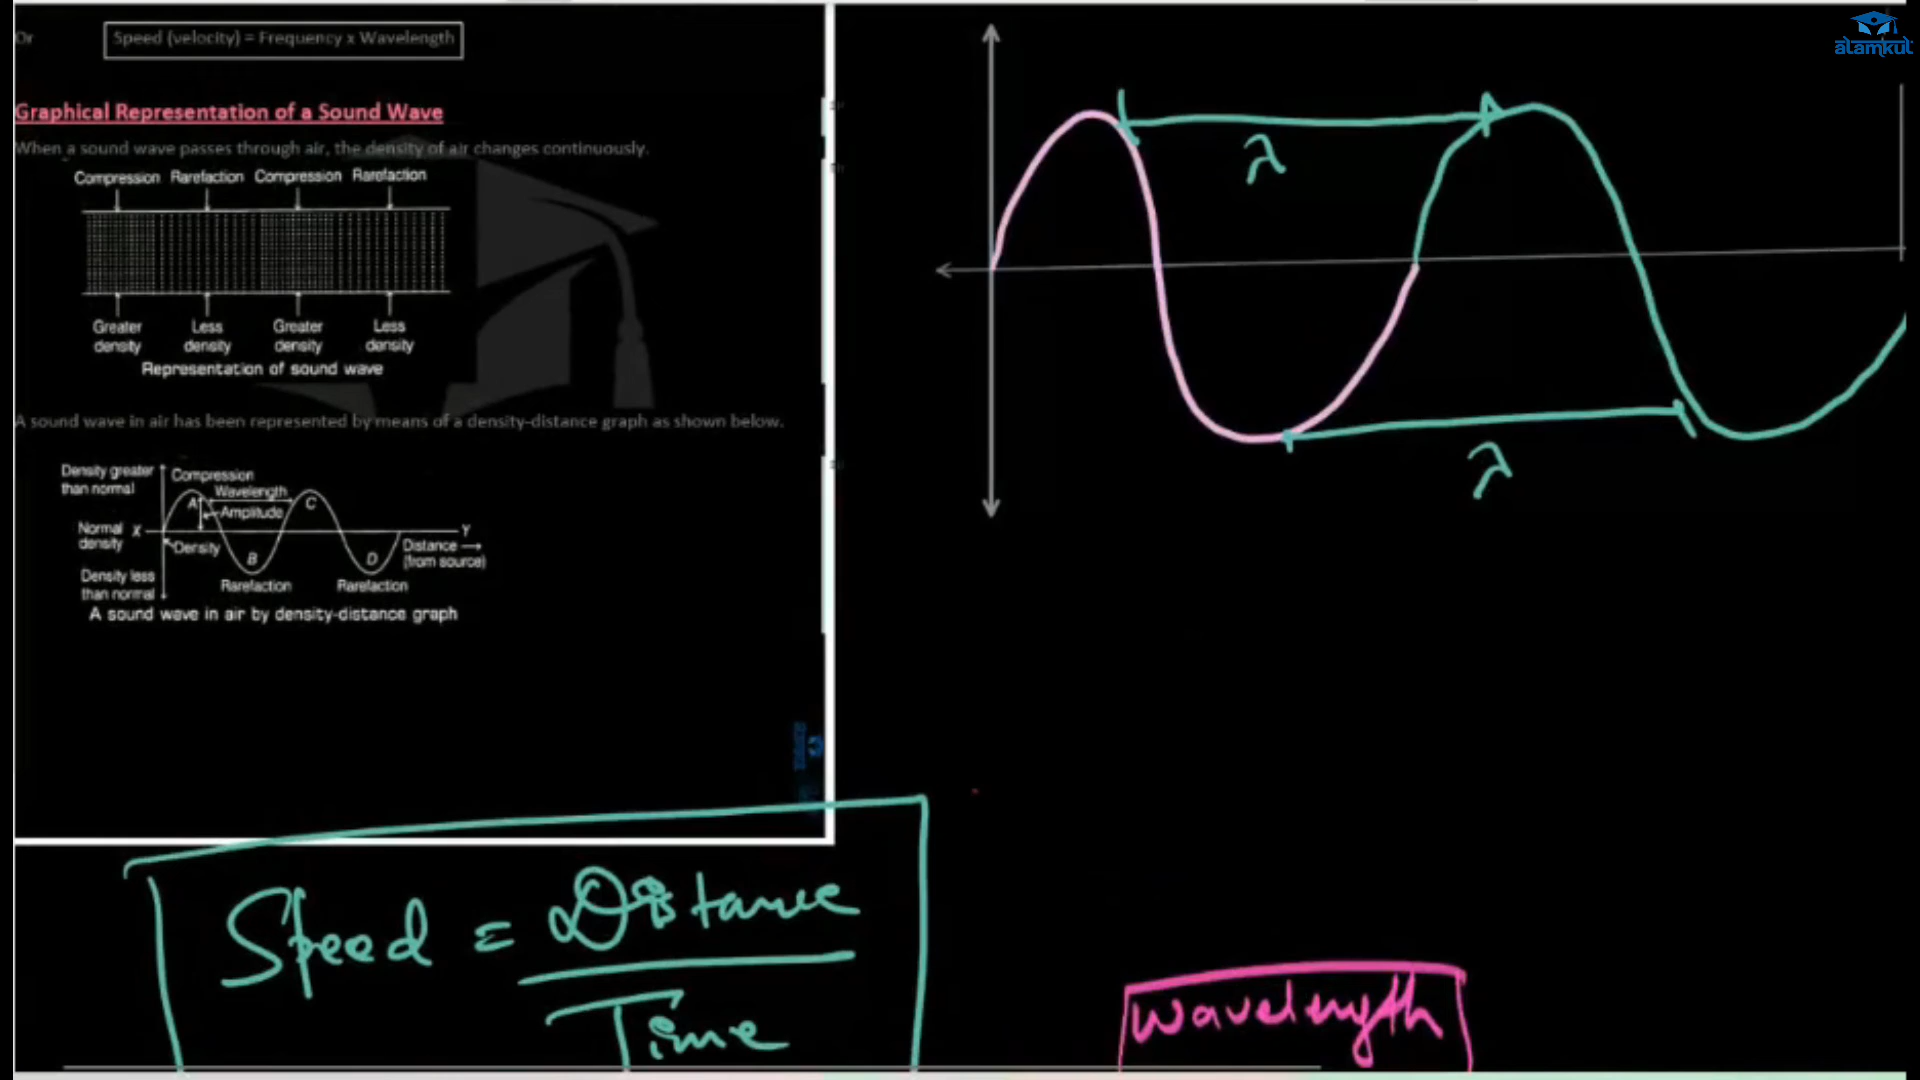 alamkul
Or
Speed (velocity) = Frequency x Wavelength
Graphical Representation of a Sound Wave
When a sound wave passes through air, the density of air changes continuously.
Compression Rarefaction Compression Rarefaction
Greater density Less density Greater density Less density
Representation of sound wave
A sound wave in air has been represented by means of a density-distance graph as shown below.
Density greater than normal
Compression
Wavelength
A
C
Amplitude
Normal density
X
Y
Density
B
D
Distance → (from source)
Density less than normal
Rarefaction
Rarefaction
A sound wave in air by density-distance graph
λ
λ
Speed = Distance
Time
Wavelength